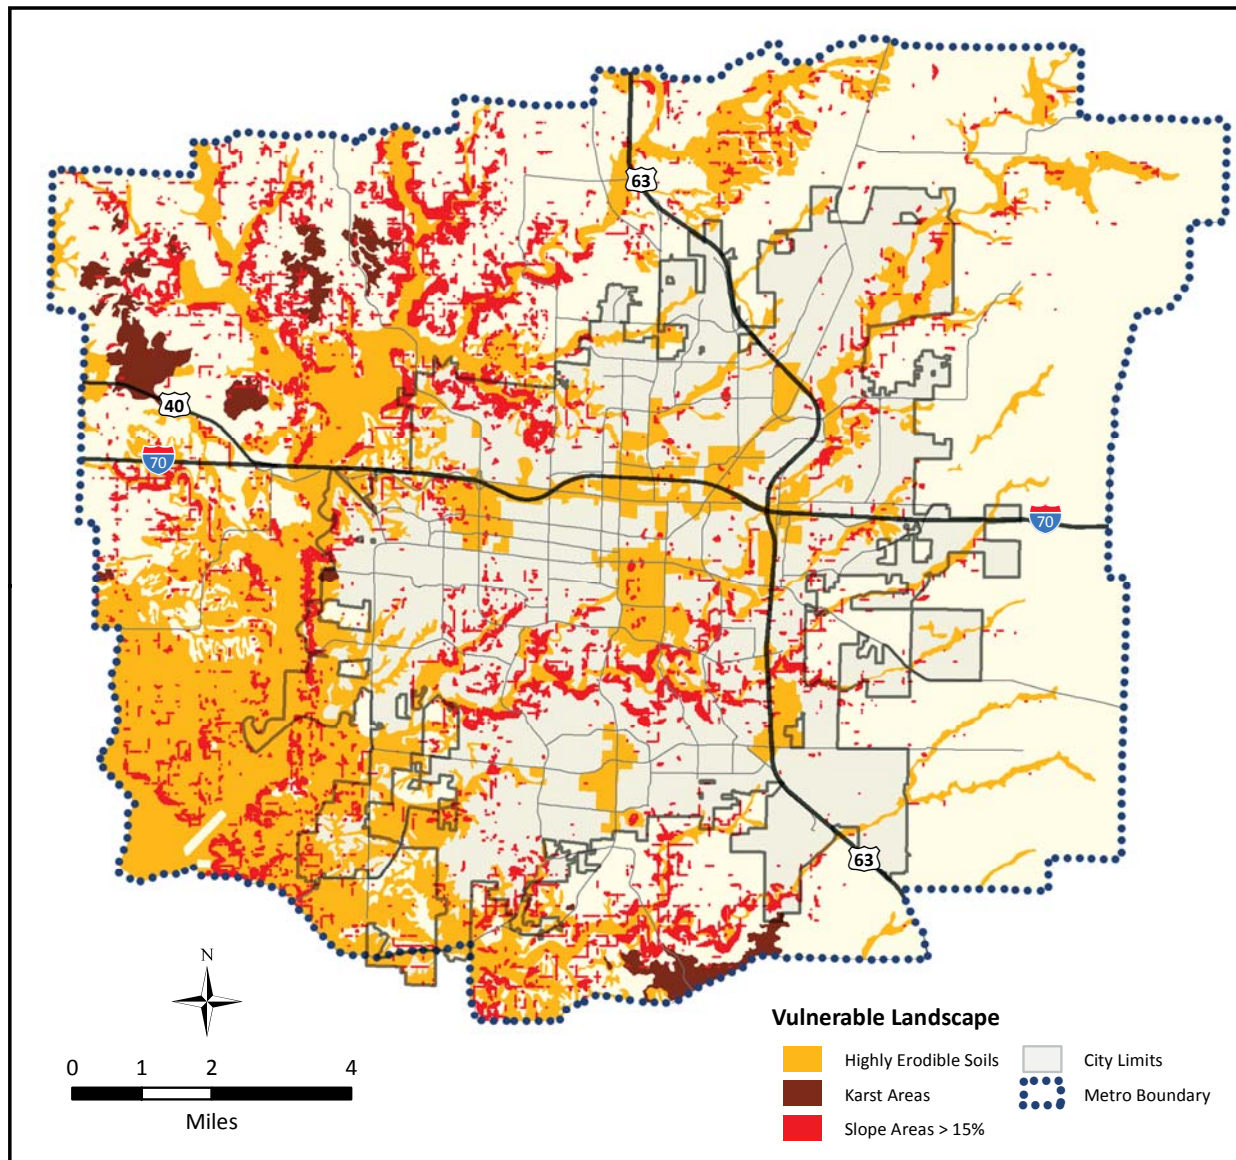 63
40
70
70
63
N
0 1 2 4
Miles
Vulnerable Landscape
Highly Erodible Soils
Karst Areas
Slope Areas > 15%
City Limits
Metro Boundary